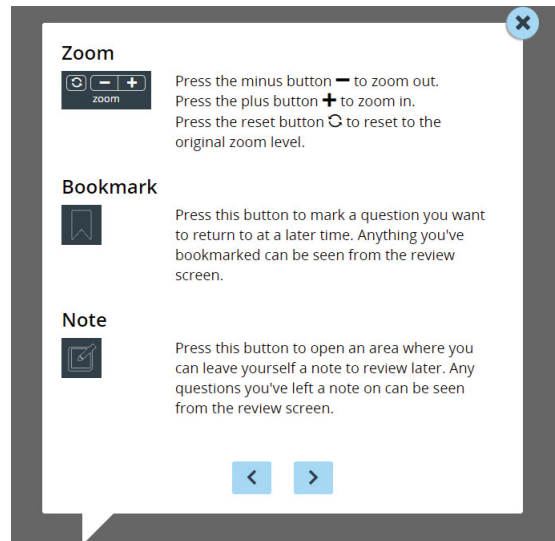 Zoom
zoom
Press the minus button − to zoom out.
Press the plus button + to zoom in.
Press the reset button to reset to the
original zoom level.
Bookmark
Press this button to mark a question you want
to return to at a later time. Anything you've
bookmarked can be seen from the review
screen.
Note
Press this button to open an area where you
can leave yourself a note to review later. Any
questions you've left a note on can be seen
from the review screen.